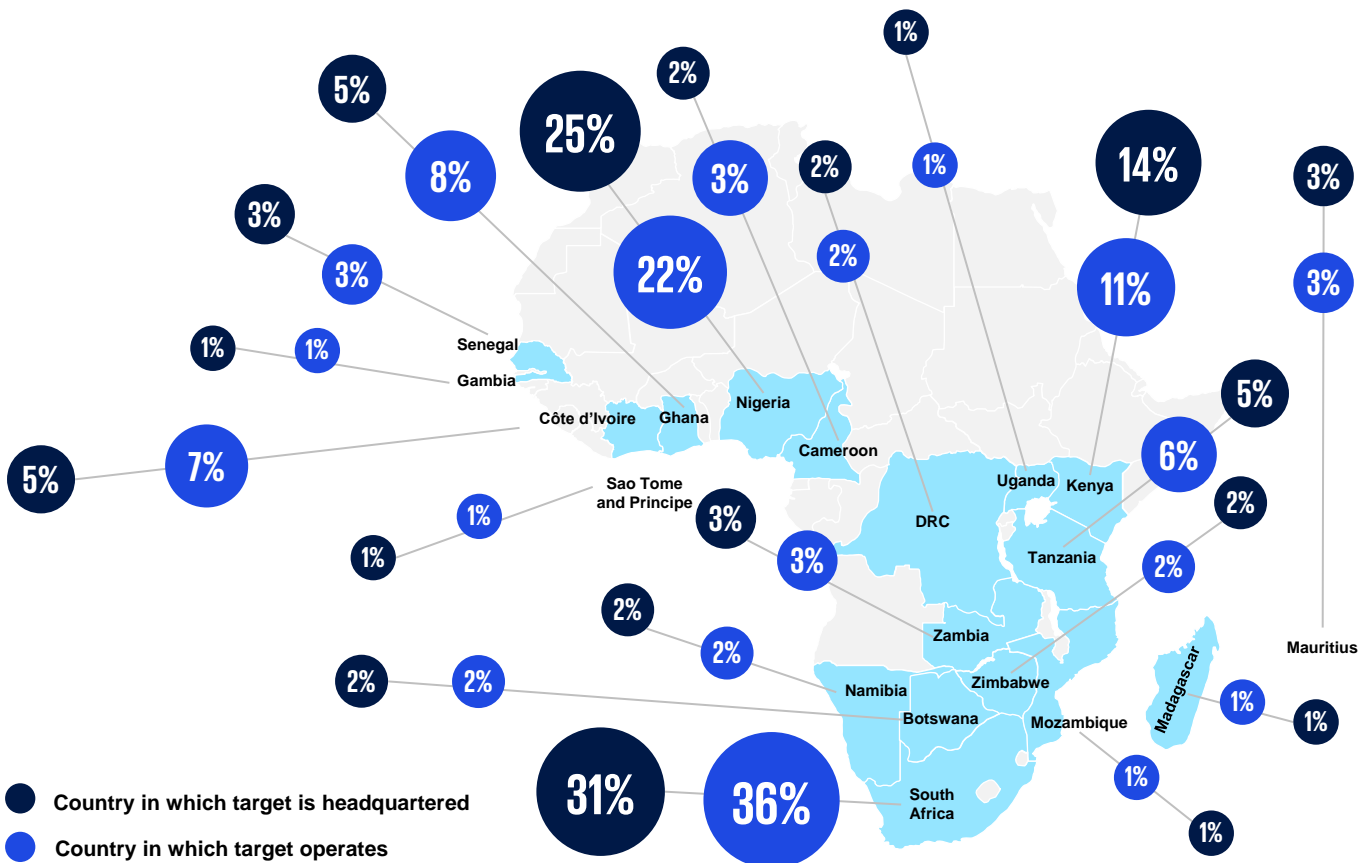 1%
2%
5%
25%
14%
2%
1%
3%
3%
8%
3%
22%
2%
3%
11%
3%
Senegal
1%
1%
Gambia
Nigeria
5%
Côte d'Ivoire
Ghana
Cameroon
6%
7%
5%
Uganda
Kenya
Sao Tome
and Principe
2%
1%
3%
DRC
1%
3%
Tanzania
2%
2%
Zambia
Mauritius
2%
2%
2%
Namibia
Zimbabwe
Madagascar
Botswana
Mozambique
1%
1%
31%
36%
South
Africa
1%
1%
Country in which target is headquartered
Country in which target operates